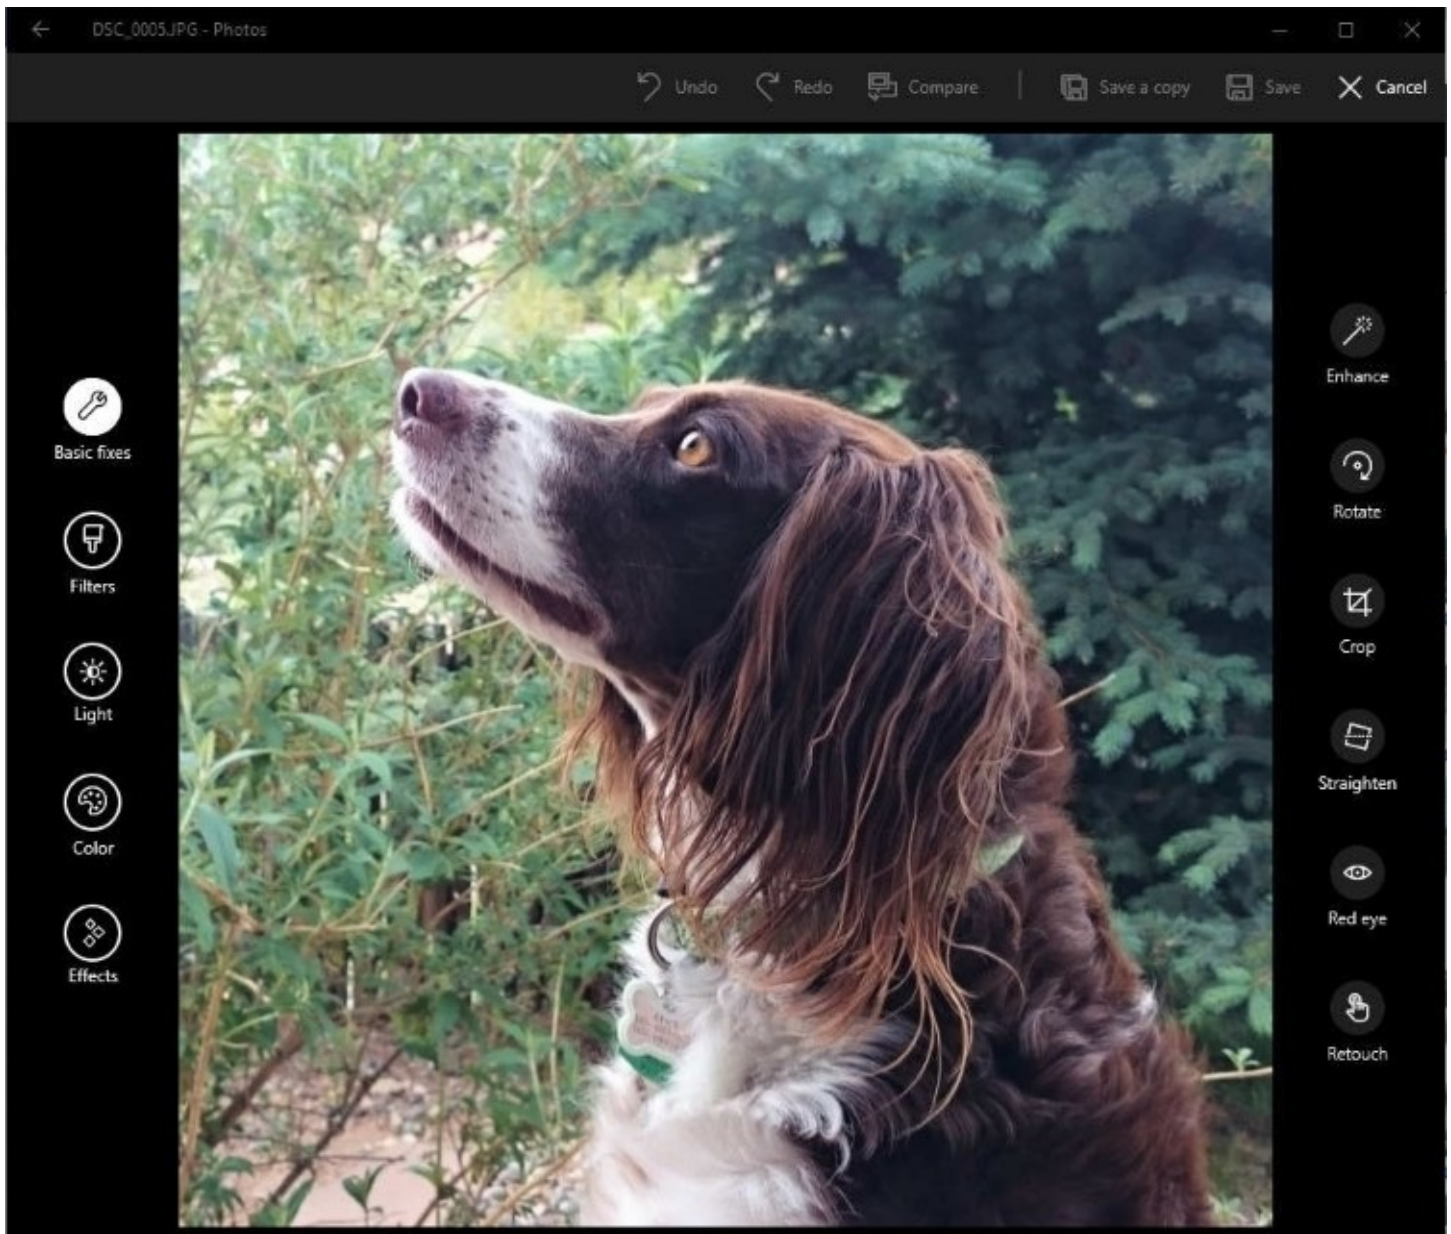 DSC_0005.JPG - Photos
Undo
Redo
Compare
Save a copy
Save
Cancel
Basic fixes
Filters
Light
Color
Effects
Enhance
Rotate
Crop
Straighten
Red eye
Retouch